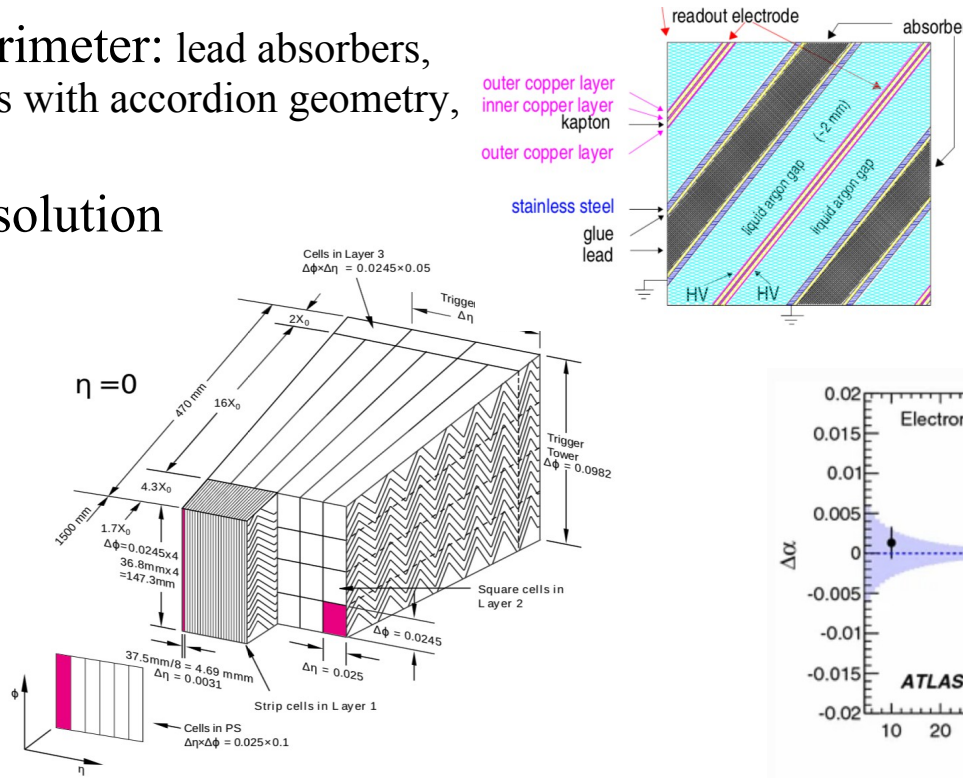 rimeter: lead absorbers,
s with accordion geometry,
solution
readout electrode
absorbe
outer copper layer
inner copper layer
kapton
outer copper layer
stainless steel
glue
lead
(~2 mm)
liquid argon gap
liquid argon gap
HV
HV
Cells in Layer 3
Δϕ×Δη = 0.0245×0.05
Trigge
Δη
2X₀
η =0
470 mm
16X₀
Trigger
Tower
Δϕ = 0.0982
4.3X₀
1500 mm
1.7X₀
Δϕ=0.0245x4
36.8mmx4
=147.3mm
Square cells in
Layer 2
Δϕ = 0.0245
37.5mm/8 = 4.69 mmm
Δη = 0.0031
Δη = 0.025
Strip cells in Layer 1
ϕ
Cells in PS
Δη×Δϕ = 0.025×0.1
η
0.02
Electron
0.015
0.01
0.005
Δα
0
-0.005
-0.01
-0.015
ATLAS
-0.02
10 20